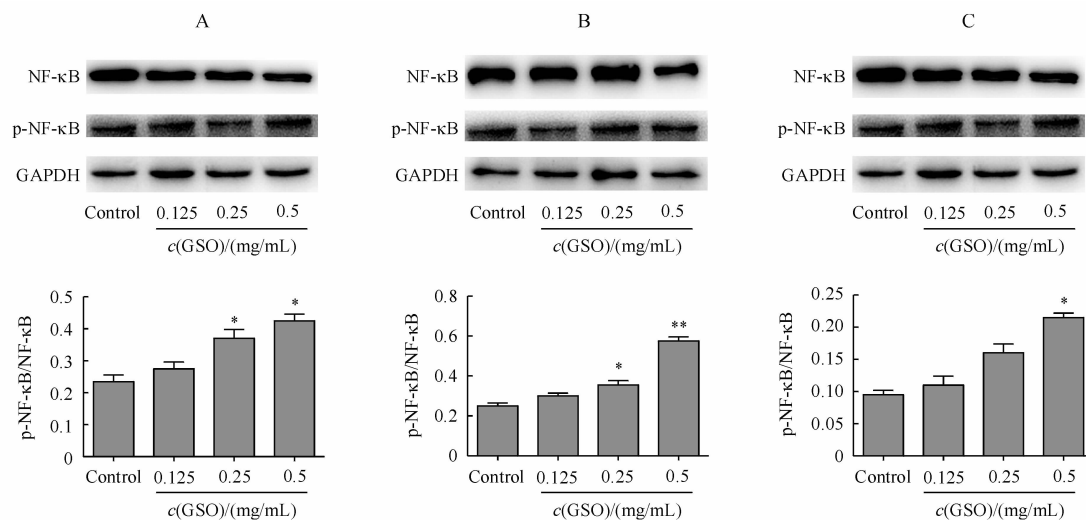 A
NF-κB
p-NF-κB
GAPDH
Control 0.125 0.25 0.5
c(GSO)/(mg/mL)
p-NF-κB/NF-κB
0.5
0.4
0.3
0.2
0.1
0
* *
Control 0.125 0.25 0.5
c(GSO)/(mg/mL)
B
NF-κB
p-NF-κB
GAPDH
Control 0.125 0.25 0.5
c(GSO)/(mg/mL)
p-NF-κB/NF-κB
0.8
0.6
0.4
0.2
0
* **
Control 0.125 0.25 0.5
c(GSO)/(mg/mL)
C
NF-κB
p-NF-κB
GAPDH
Control 0.125 0.25 0.5
c(GSO)/(mg/mL)
p-NF-κB/NF-κB
0.25
0.20
0.15
0.10
0.05
0
*
Control 0.125 0.25 0.5
c(GSO)/(mg/mL)